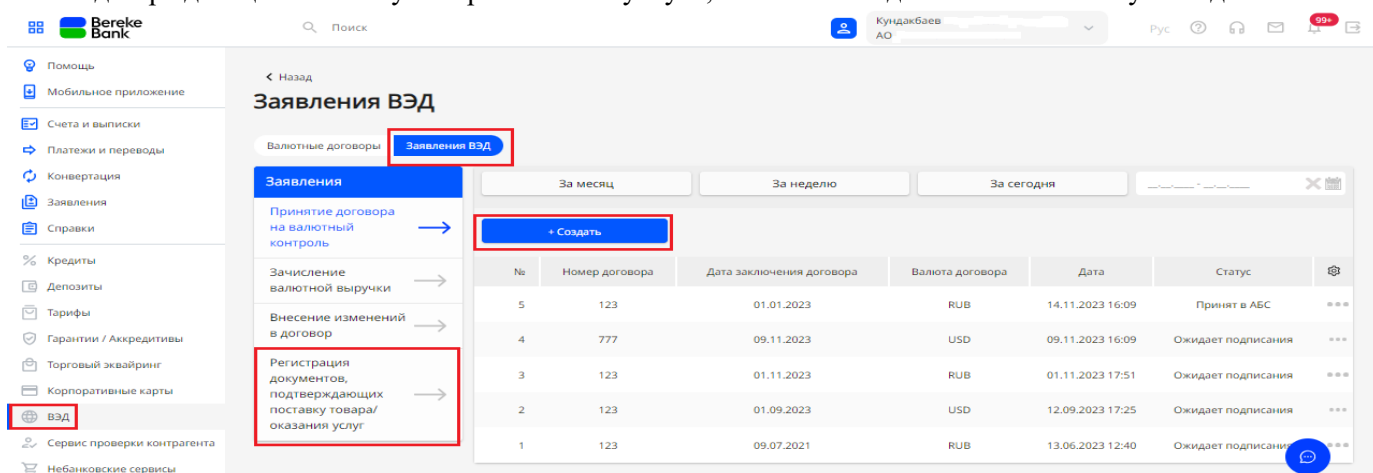 Bereke
Bank
Поиск
Кундакбаев
АО
Рус
99+
Помощь
Мобильное приложение
Счета и выписки
Платежи и переводы
Конвертация
Заявления
Справки
Кредиты
Депозиты
Тарифы
Гарантии / Аккредитивы
Торговый эквайринг
Корпоративные карты
ВЭД
Сервис проверки контрагента
Небанковские сервисы
Назад
Заявления ВЭД
Валютные договоры
Заявления ВЭД
Заявления
Принятие договора
на валютный
контроль
Зачисление
валютной выручки
Внесение изменений
в договор
Регистрация
документов,
подтверждающих
поставку товара/
оказания услуг
За месяц За неделю За сегодня __.__.____ - __.__.____
+ Создать
№ Номер договора Дата заключения договора Валюта договора Дата Статус
5 123 01.01.2023 RUB 14.11.2023 16:09 Принят в АБС
4 777 09.11.2023 USD 09.11.2023 16:09 Ожидает подписания
3 123 01.11.2023 RUB 01.11.2023 17:51 Ожидает подписания
2 123 01.09.2023 USD 12.09.2023 17:25 Ожидает подписания
1 123 09.07.2021 RUB 13.06.2023 12:40 Ожидает подписания